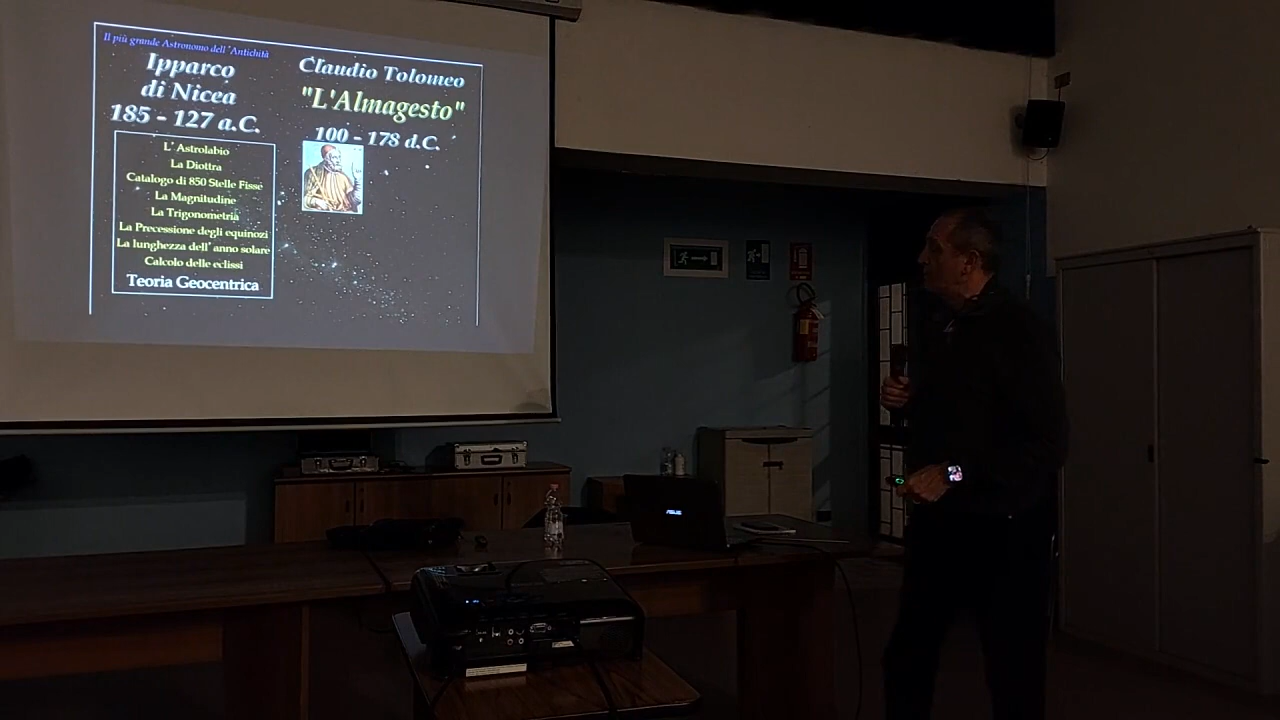 Il più grande Astronomo dell'Antichità
Ipparco
di Nicea
185 - 127 a.C.
L' Astrolabio
La Diottra
Catalogo di 850 Stelle Fisse
La Magnitudine
La Trigonometria
La Precessione degli equinozi
La lunghezza dell' anno solare
Calcolo delle eclissi
Teoria Geocentrica
Claudio Tolomeo
"L'Almagesto"
100 - 178 d.C.
ASUS